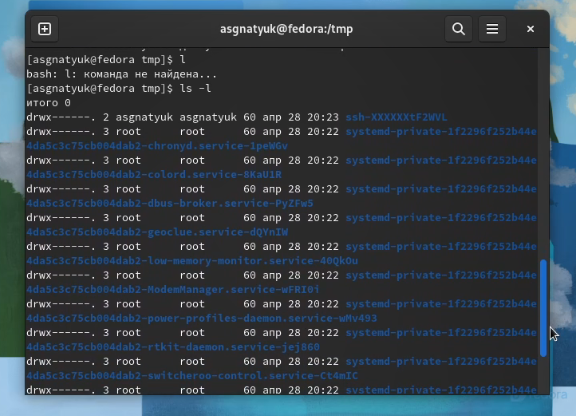 asgnatyuk@fedora:/tmp
[asgnatyuk@fedora tmp]$ l
bash: l: команда не найдена...
[asgnatyuk@fedora tmp]$ ls -l
итого 0
drwx------. 2 asgnatyuk asgnatyuk 60 апр 28 20:23 ssh-XXXXXXtF2WVL
drwx------. 3 root      root      60 апр 28 20:22 systemd-private-1f2296f252b44e
4da5c3c75cb004dab2-chronyd.service-1peWGv
drwx------. 3 root      root      60 апр 28 20:22 systemd-private-1f2296f252b44e
4da5c3c75cb004dab2-colord.service-8KaU1R
drwx------. 3 root      root      60 апр 28 20:22 systemd-private-1f2296f252b44e
4da5c3c75cb004dab2-dbus-broker.service-PyZFw5
drwx------. 3 root      root      60 апр 28 20:22 systemd-private-1f2296f252b44e
4da5c3c75cb004dab2-geoclue.service-dQYnIW
drwx------. 3 root      root      60 апр 28 20:22 systemd-private-1f2296f252b44e
4da5c3c75cb004dab2-low-memory-monitor.service-40QkOu
drwx------. 3 root      root      60 апр 28 20:22 systemd-private-1f2296f252b44e
4da5c3c75cb004dab2-ModemManager.service-wFRI0i
drwx------. 3 root      root      60 апр 28 20:22 systemd-private-1f2296f252b44e
4da5c3c75cb004dab2-power-profiles-daemon.service-wMv493
drwx------. 3 root      root      60 апр 28 20:22 systemd-private-1f2296f252b44e
4da5c3c75cb004dab2-rtkit-daemon.service-jej860
drwx------. 3 root      root      60 апр 28 20:22 systemd-private-1f2296f252b44e
4da5c3c75cb004dab2-switcheroo-control.service-Ct4mIC
drwx------. 3 root      root      60 апр 28 20:22 systemd-private-1f2296f252b44e